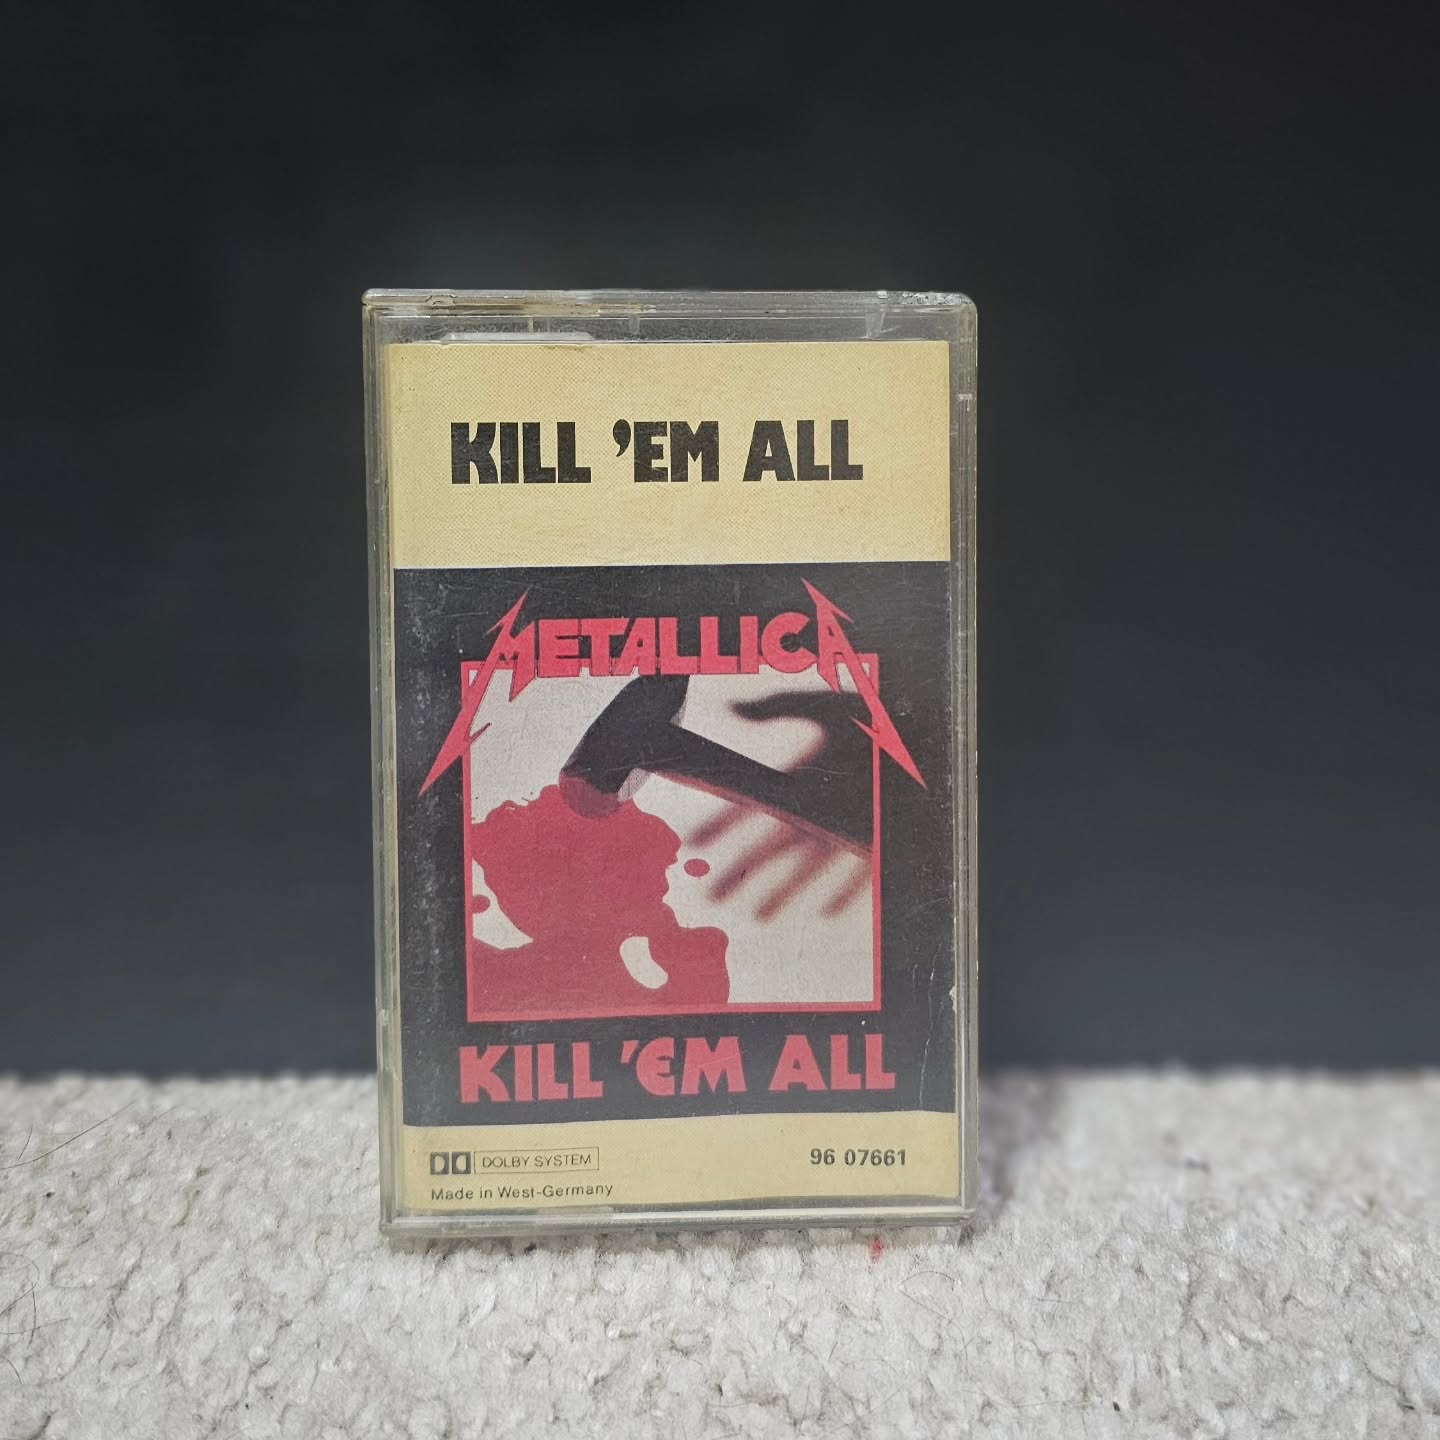 KILL 'EM ALL
METALLICA
KILL 'EM ALL
DOLBY SYSTEM
96 07661
Made in West-Germany